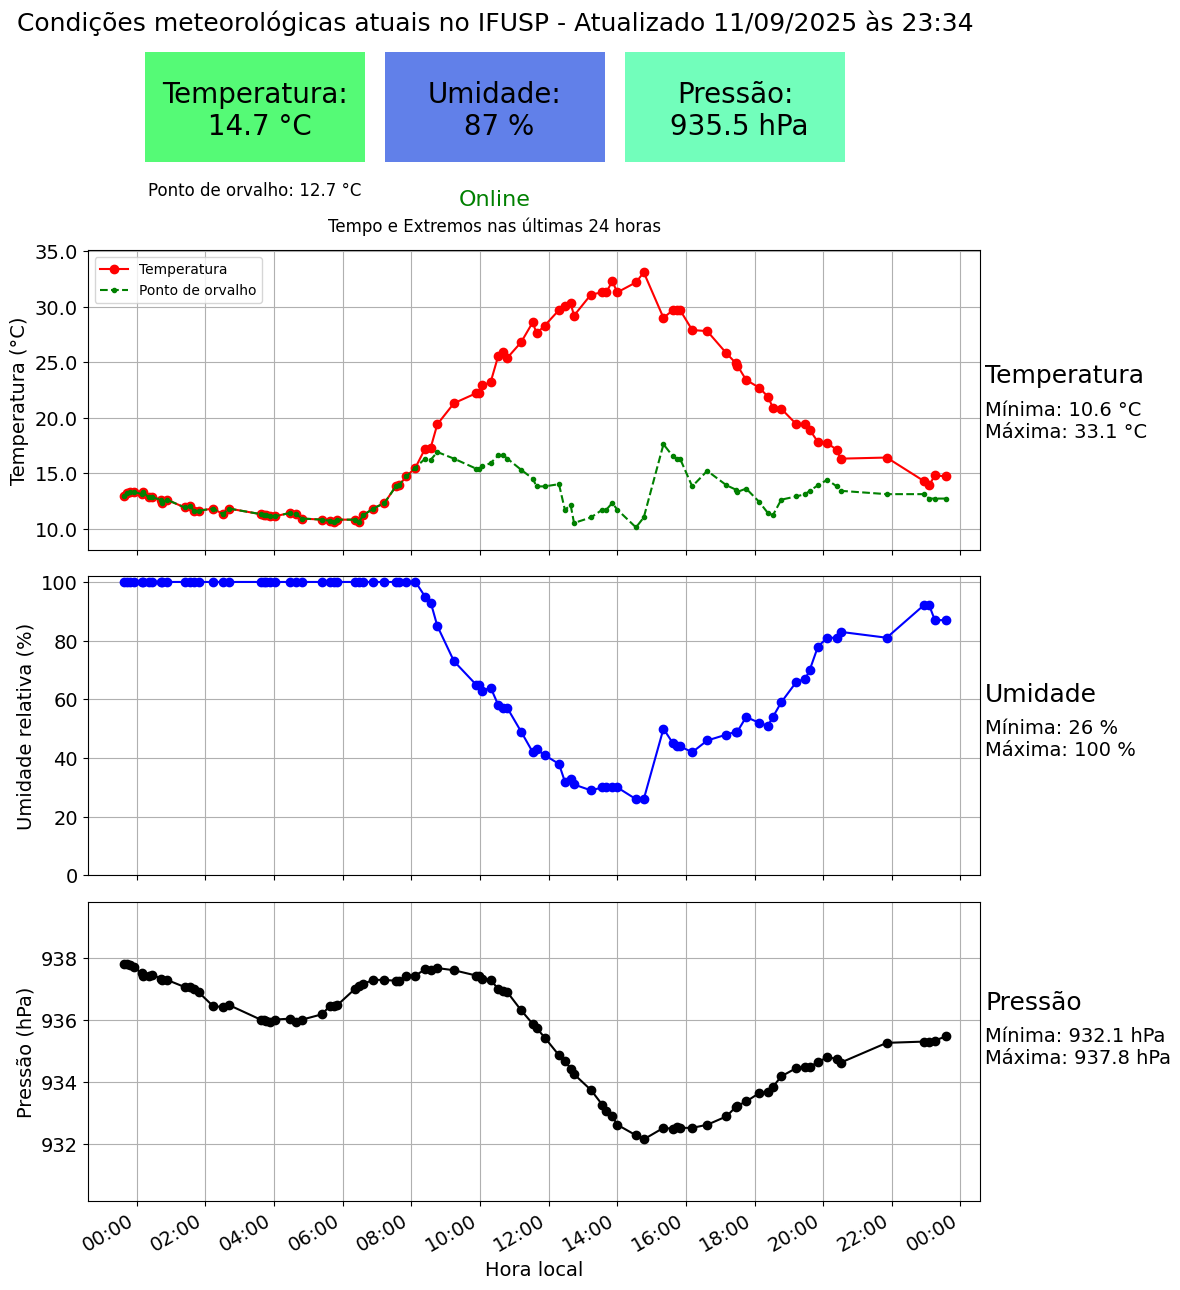 Condições meteorológicas atuais no IFUSP - Atualizado 11/09/2025 às 23:34
Temperatura:
14.7 °C
Umidade:
87 %
Pressão:
935.5 hPa
Ponto de orvalho: 12.7 °C
Online
Tempo e Extremos nas últimas 24 horas
35.0
30.0
25.0
20.0
15.0
10.0
Temperatura (°C)
Temperatura
Ponto de orvalho
Temperatura
Mínima: 10.6 °C
Máxima: 33.1 °C
100
80
60
40
20
0
Umidade relativa (%)
Umidade
Mínima: 26 %
Máxima: 100 %
938
936
934
932
Pressão (hPa)
Pressão
Mínima: 932.1 hPa
Máxima: 937.8 hPa
00:00 02:00 04:00 06:00 08:00 10:00 12:00 14:00 16:00 18:00 20:00 22:00 00:00
Hora local